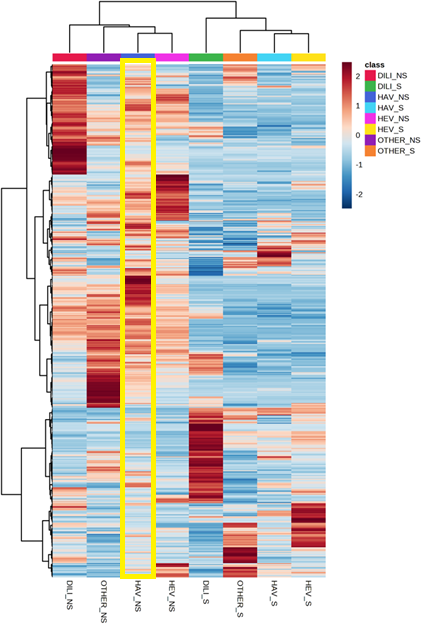 class
DILI_NS
DILI_S
HAV_NS
HAV_S
HEV_NS
HEV_S
OTHER_NS
OTHER_S
2
1
0
-1
-2
DILI_NS
OTHER_NS
HAV_NS
HEV_NS
DILI_S
OTHER_S
HAV_S
HEV_S